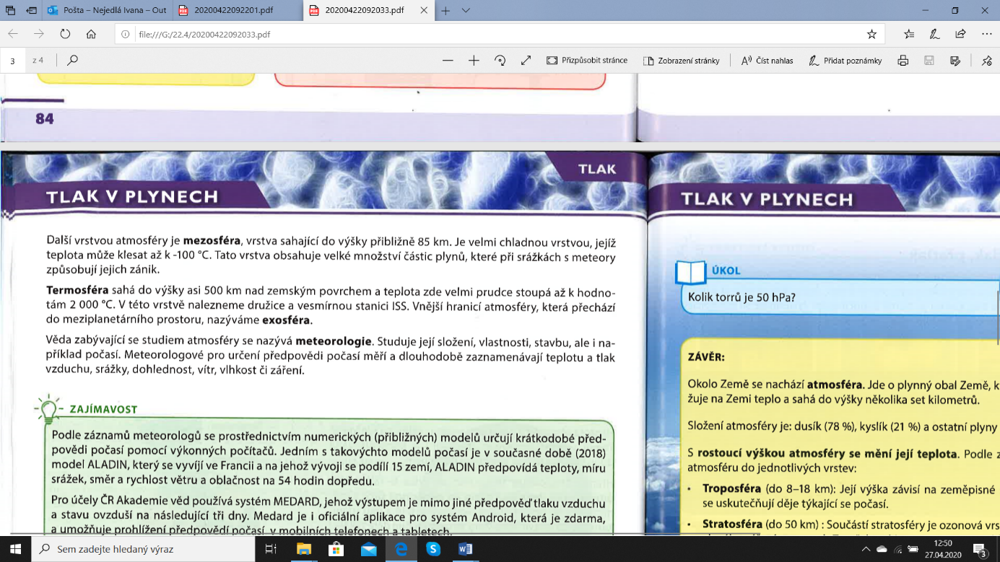 Pošta – Nejedlá Ivana – Out
20200422092201.pdf
20200422092033.pdf
file:///G:/22.4/20200422092033.pdf
3 z 4
Přizpůsobit stránce
Zobrazení stránky
Číst nahlas
Přidat poznámky
84
TLAK
TLAK V PLYNECH
Další vrstvou atmosféry je mezosféra, vrstva sahající do výšky přibližně 85 km. Je velmi chladnou vrstvou, jejíž
teplota může klesat až k -100 °C. Tato vrstva obsahuje velké množství částic plynů, které při srážkách s meteory
způsobují jejich zánik.
Termosféra sahá do výšky asi 500 km nad zemským povrchem a teplota zde velmi prudce stoupá až k hodno-
tám 2 000 °C. V této vrstvě nalezneme družice a vesmírnou stanici ISS. Vnější hranicí atmosféry, která přechází
do meziplanetárního prostoru, nazýváme exosféra.
Věda zabývající se studiem atmosféry se nazývá meteorologie. Studuje její složení, vlastnosti, stavbu, ale i na-
příklad počasí. Meteorologové pro určení předpovědi počasí měří a dlouhodobě zaznamenávají teplotu a tlak
vzduchu, srážky, dohlednost, vítr, vlhkost či záření.
ZAJÍMAVOST
Podle záznamů meteorologů se prostřednictvím numerických (přibližných) modelů určují krátkodobé před-
povědi počasí pomocí výkonných počítačů. Jedním s takovýchto modelů počasí je v současné době (2018)
model ALADIN, který se vyvíjí ve Francii a na jehož vývoji se podílí 15 zemí, ALADIN předpovídá teploty, míru
srážek, směr a rychlost větru a oblačnost na 54 hodin dopředu.
Pro účely ČR Akademie věd používá systém MEDARD, jehož výstupem je mimo jiné předpověď tlaku vzduchu
a stavu ovzduší na následující tři dny. Medard je i oficiální aplikace pro systém Android, která je zdarma,
a umožňuje prohlížení předpovědí počasí v mobilních telefonech a tabletech.
TLAK V PLYNECH
ÚKOL
Kolik torrů je 50 hPa?
ZÁVĚR:
Okolo Země se nachází atmosféra. Jde o plynný obal Země, k
žuje na Zemi teplo a sahá do výšky několika set kilometrů.
Složení atmosféry je: dusík (78 %), kyslík (21 %) a ostatní plyny
S rostoucí výškou atmosféry se mění její teplota. Podle z
atmosféru do jednotlivých vrstev:
• Troposféra (do 8–18 km): Její výška závisí na zeměpisné
se uskutečňují děje týkající se počasí.
• Stratosféra (do 50 km) : Součástí stratosféry je ozonová vrs
Sem zadejte hledaný výraz
12:50
27.04.2020
3